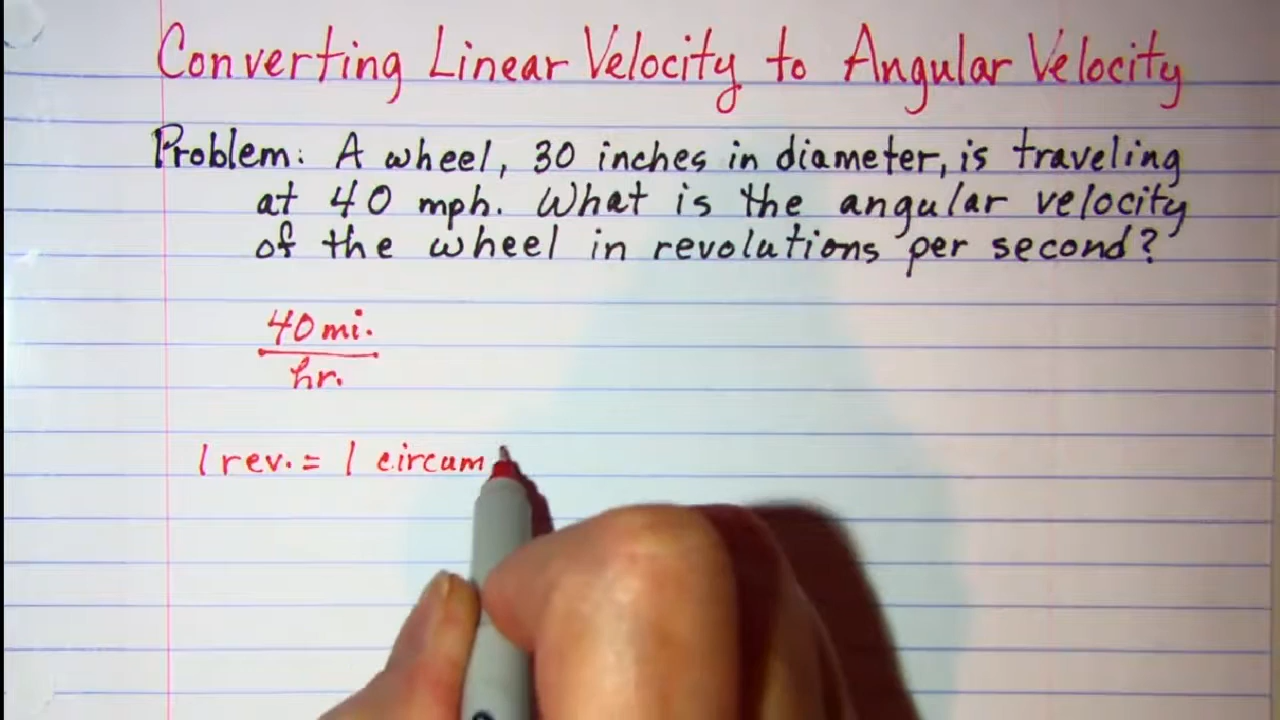 Converting Linear Velocity to Angular Velocity
Problem: A wheel, 30 inches in diameter, is traveling
at 40 mph. What is the angular velocity
of the wheel in revolutions per second?
40 mi.
hr.
1 rev. = 1 circum